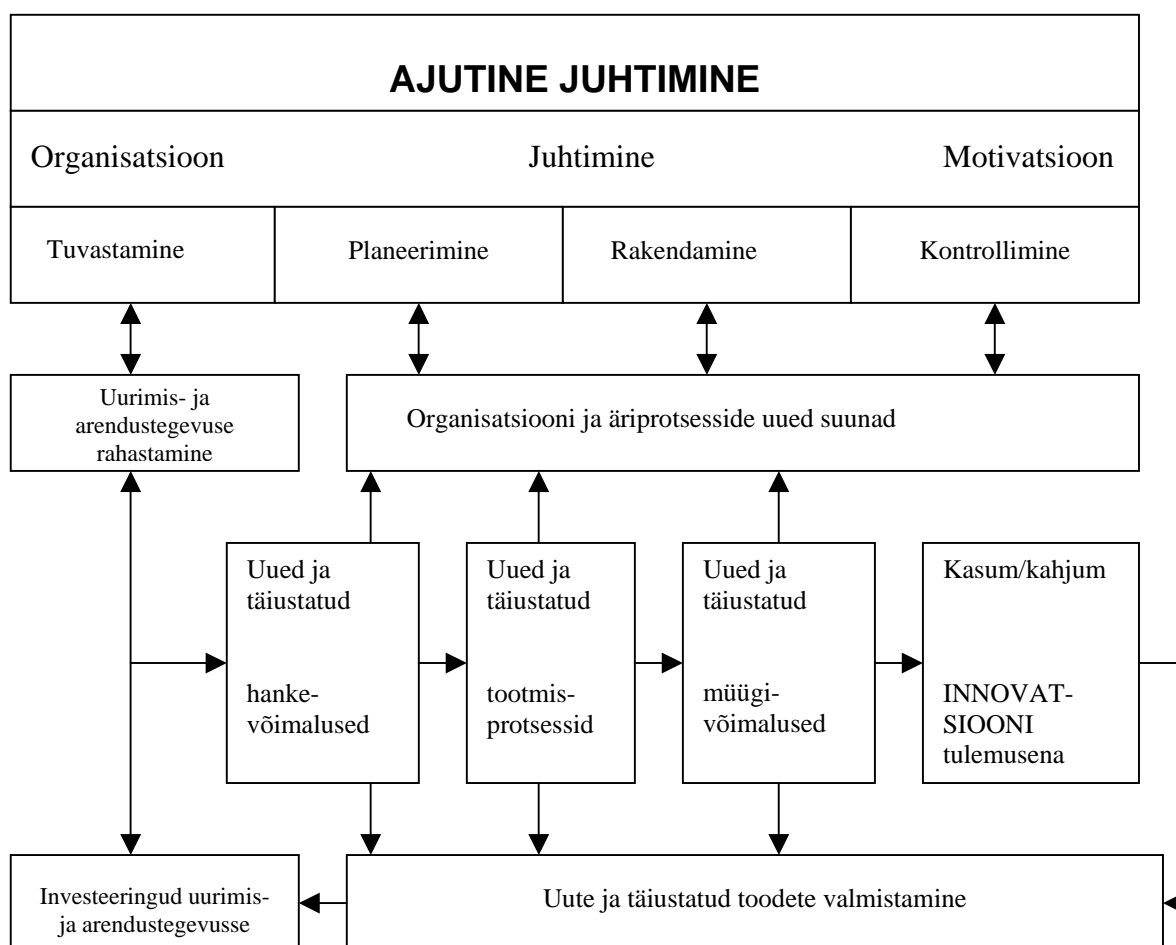 AJUTINE JUHTIMINE
Organisatsioon Juhtimine Motivatsioon
Tuvastamine Planeerimine Rakendamine Kontrollimine
Uurimis- ja
arendustegevuse
rahastamine
Organisatsiooni ja äriprotsesside uued suunad
Uued ja
täiustatud
hanke-
võimalused
Uued ja
täiustatud
tootmis-
protsessid
Uued ja
täiustatud
müügi-
võimalused
Kasum/kahjum
INNOVAT-
SIOONI
tulemusena
Investeeringud uurimis-
ja arendustegevusse
Uute ja täiustatud toodete valmistamine